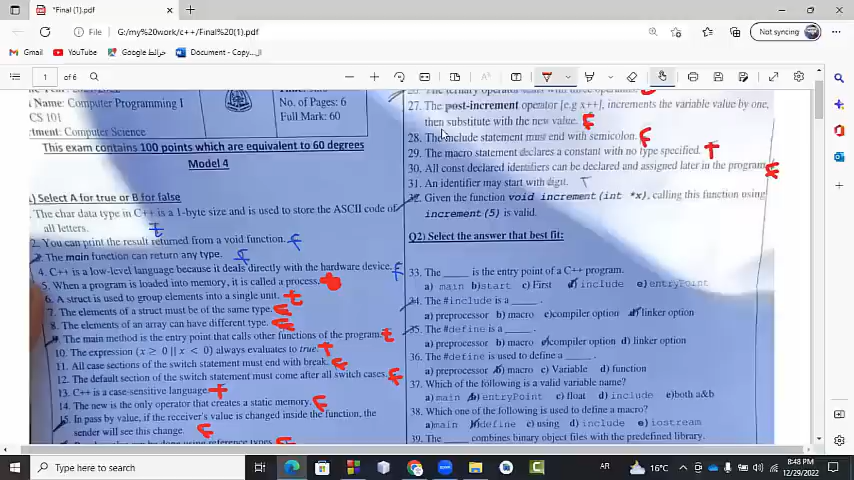 *Final (1).pdf
File
G:/my%20work/c++/Final%20(1).pdf
Not syncing
Gmail
YouTube
خرائط Google
Document - Copy...
1 of 6
Name: Computer Programming I
CS 101
tment: Computer Science
No. of Pages: 6
Full Mark: 60
This exam contains 100 points which are equivalent to 60 degrees
Model 4
) Select A for true or B for false
The char data type in C++ is a 1-byte size and is used to store the ASCII code of
all letters. t
2. You can print the result returned from a void function. f
The main function can return any type. f
4. C++ is a low-level language because it deals directly with the hardware device. f
5. When a program is loaded into memory, it is called a process.
6. A struct is used to group elements into a single unit. t
7. The elements of a struct must be of the same type.
8. The elements of an array can have different type.
The main method is the entry point that calls other functions of the program. t
10. The expression (x ≥ 0 || x < 0) always evaluates to true. t
11. All case sections of the switch statement must end with break.
12. The default section of the switch statement must come after all switch cases. f
13. C++ is a case-sensitive language. t
14. The new is the only operator that creates a static memory. f
15. In pass by value, if the receiver's value is changed inside the function, the
sender will see this change. f
using reference types.
27. The post-increment operator [e.g x++], increments the variable value by one,
then substitute with the new value. F
28. The include statement must end with semicolon. F
29. The macro statement declares a constant with no type specified. T
30. All const declared identifiers can be declared and assigned later in the program.
31. An identifier may start with digit.
Given the function void increment(int *x), calling this function using
increment(5) is valid.
Q2) Select the answer that best fit:
33. The _____ is the entry point of a C++ program.
a) main b)start c) First d) include e)entryPoint
34. The #include is a _____.
a) preprocessor b) macro c)compiler option d) linker option
35. The #define is a _____.
a) preprocessor b) macro c)compiler option d) linker option
36. The #define is used to define a _____.
a) preprocessor b) macro c) Variable d) function
37. Which of the following is a valid variable name?
a) main b) entryPoint c) float d) include e)both a&b
38. Which one of the following is used to define a macro?
a)main b)define c) using d) include e) iostream
39. The ____ combines binary object files with the predefined library.
Type here to search
AR
16°C
8:48 PM
12/29/2022